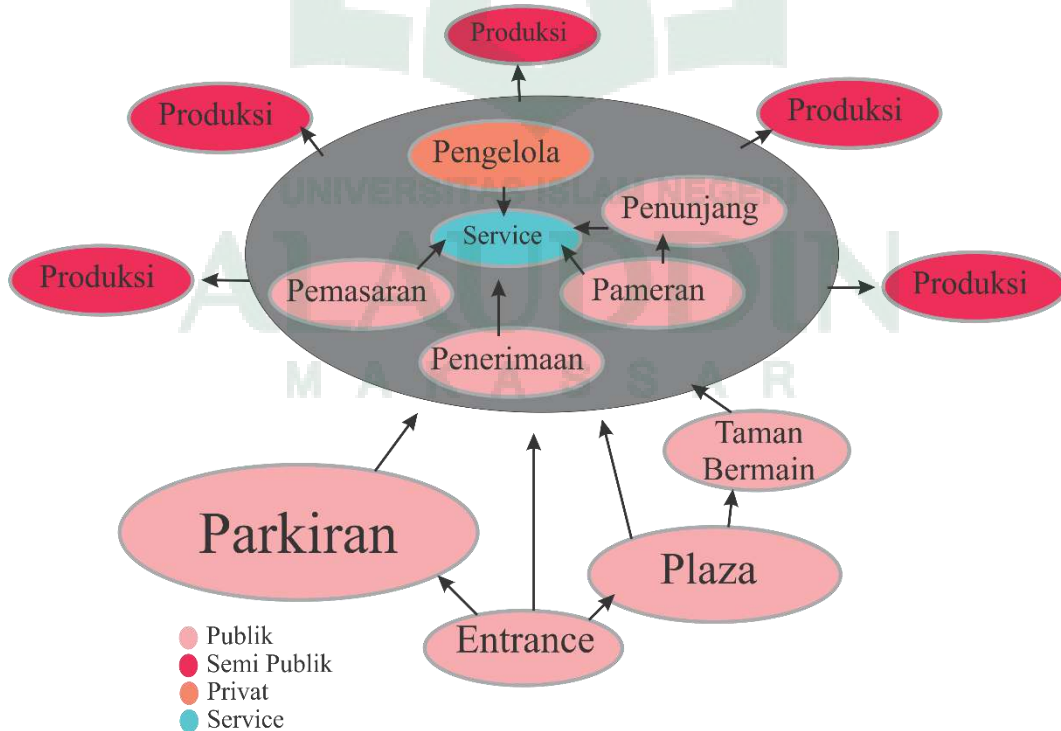 Produksi
Produksi
Produksi
Pengelola
UNIVERSITAS ISLAM NEGERI
Penunjang
Service
ALAUDDIN
Produksi
Pemasaran
Pameran
Produksi
Penerimaan
MAKASSAR
Taman
Bermain
Parkiran
Plaza
Entrance
Publik
Semi Publik
Privat
Service